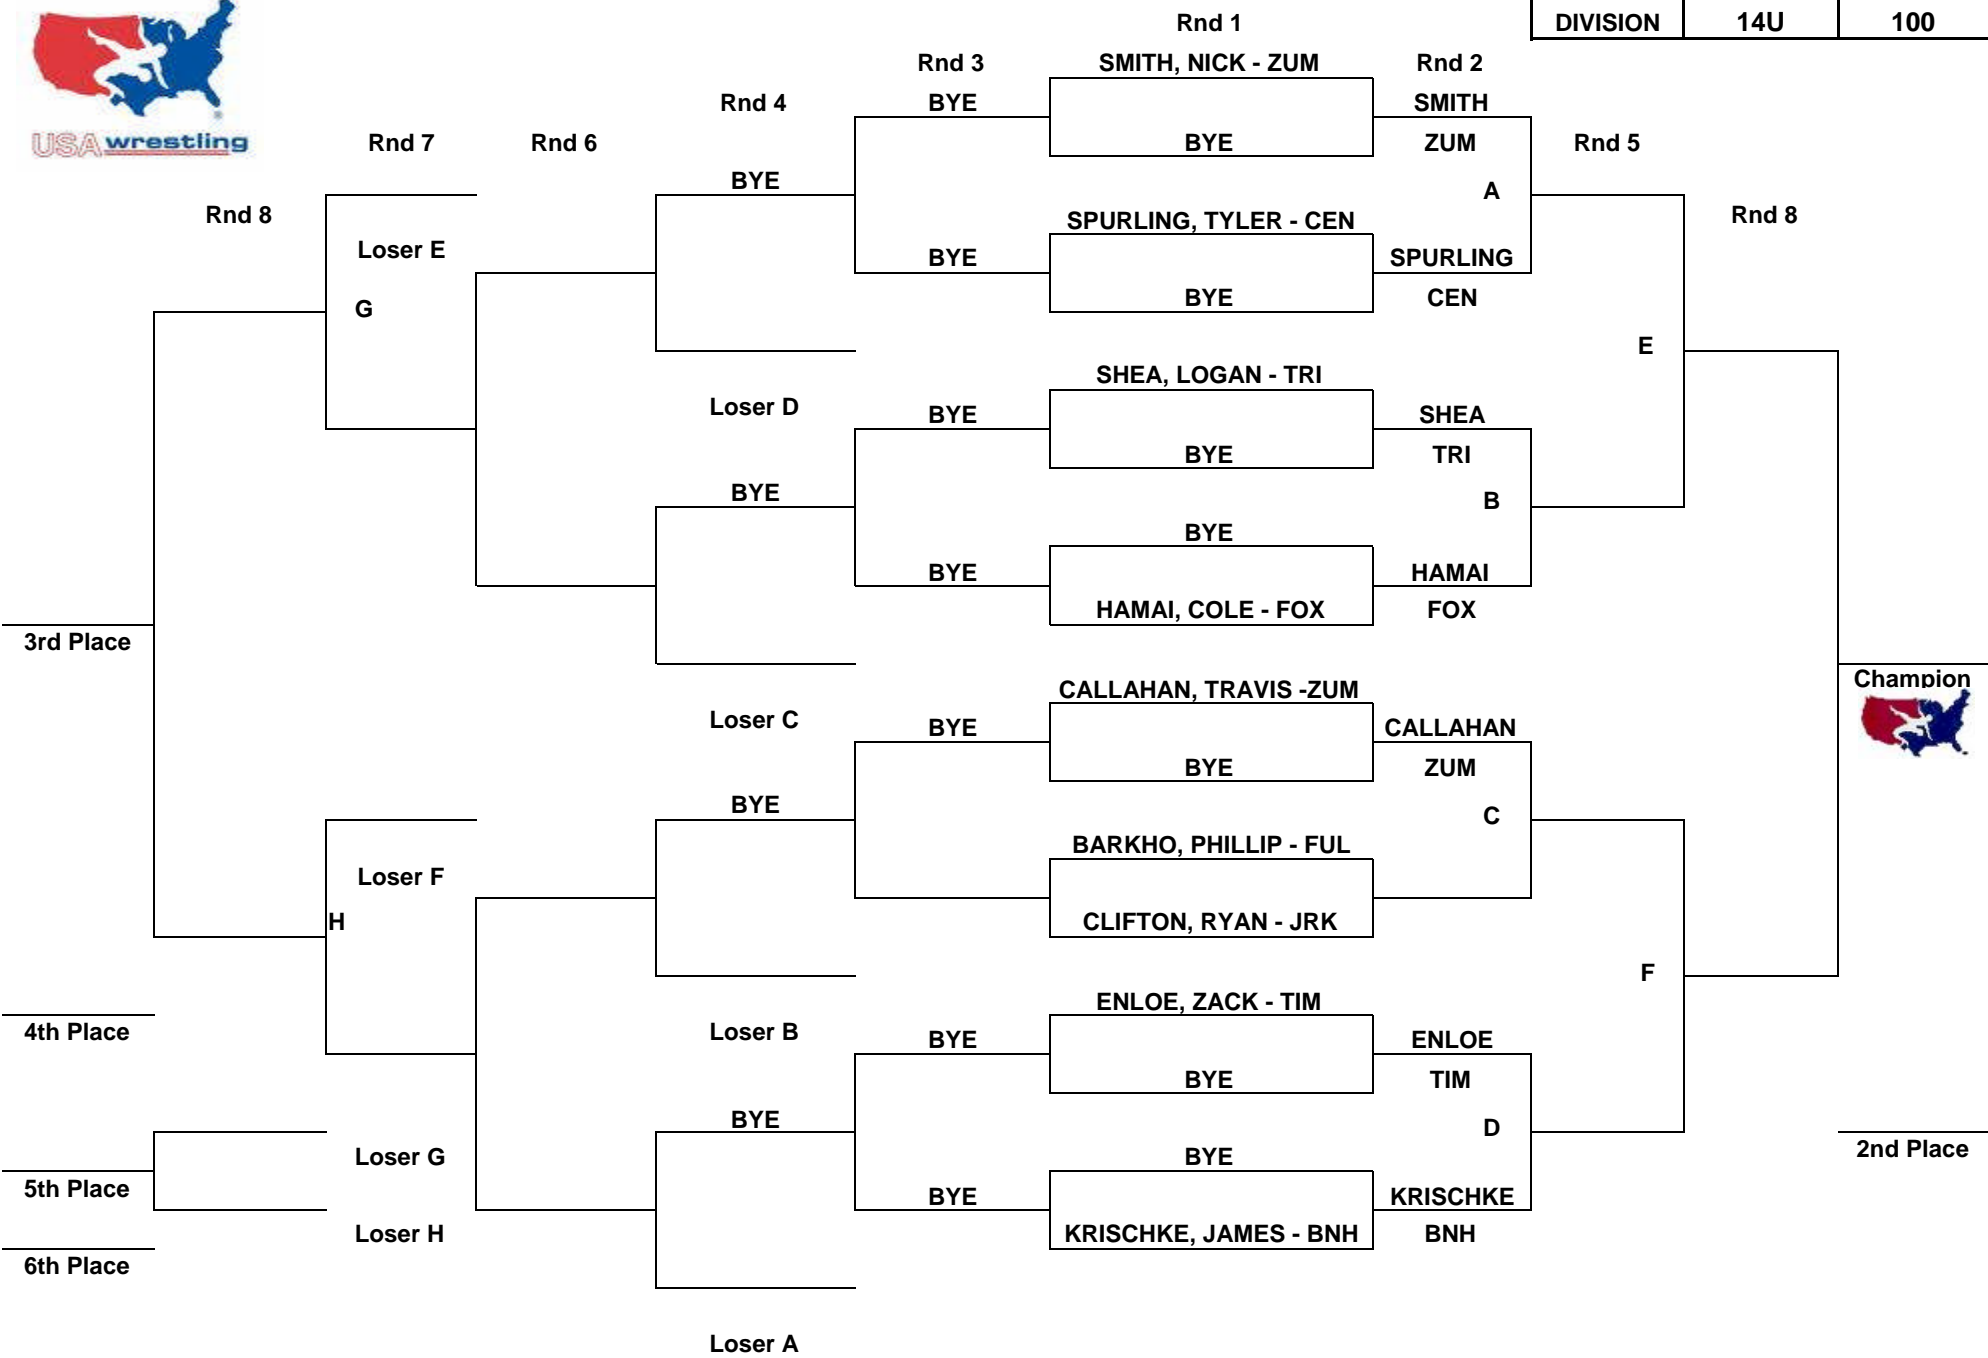 Rnd 1
DIVISION 14U 100
Rnd 3 SMITH, NICK - ZUM Rnd 2
Rnd 4 BYE SMITH
USA wrestling Rnd 7 Rnd 6 BYE ZUM Rnd 5
BYE
A
Rnd 8 SPURLING, TYLER - CEN Rnd 8
Loser E BYE SPURLING
G BYE CEN
E
SHEA, LOGAN - TRI
Loser D BYE SHEA
BYE TRI
BYE B
BYE
BYE HAMAI
HAMAI, COLE - FOX FOX
3rd Place
CALLAHAN, TRAVIS -ZUM Champion
Loser C BYE CALLAHAN
BYE ZUM
BYE C
BARKHO, PHILLIP - FUL
Loser F
H CLIFTON, RYAN - JRK
F
ENLOE, ZACK - TIM
4th Place Loser B BYE ENLOE
BYE TIM
BYE D
Loser G BYE 2nd Place
5th Place BYE KRISCHKE
Loser H KRISCHKE, JAMES - BNH BNH
6th Place
Loser A